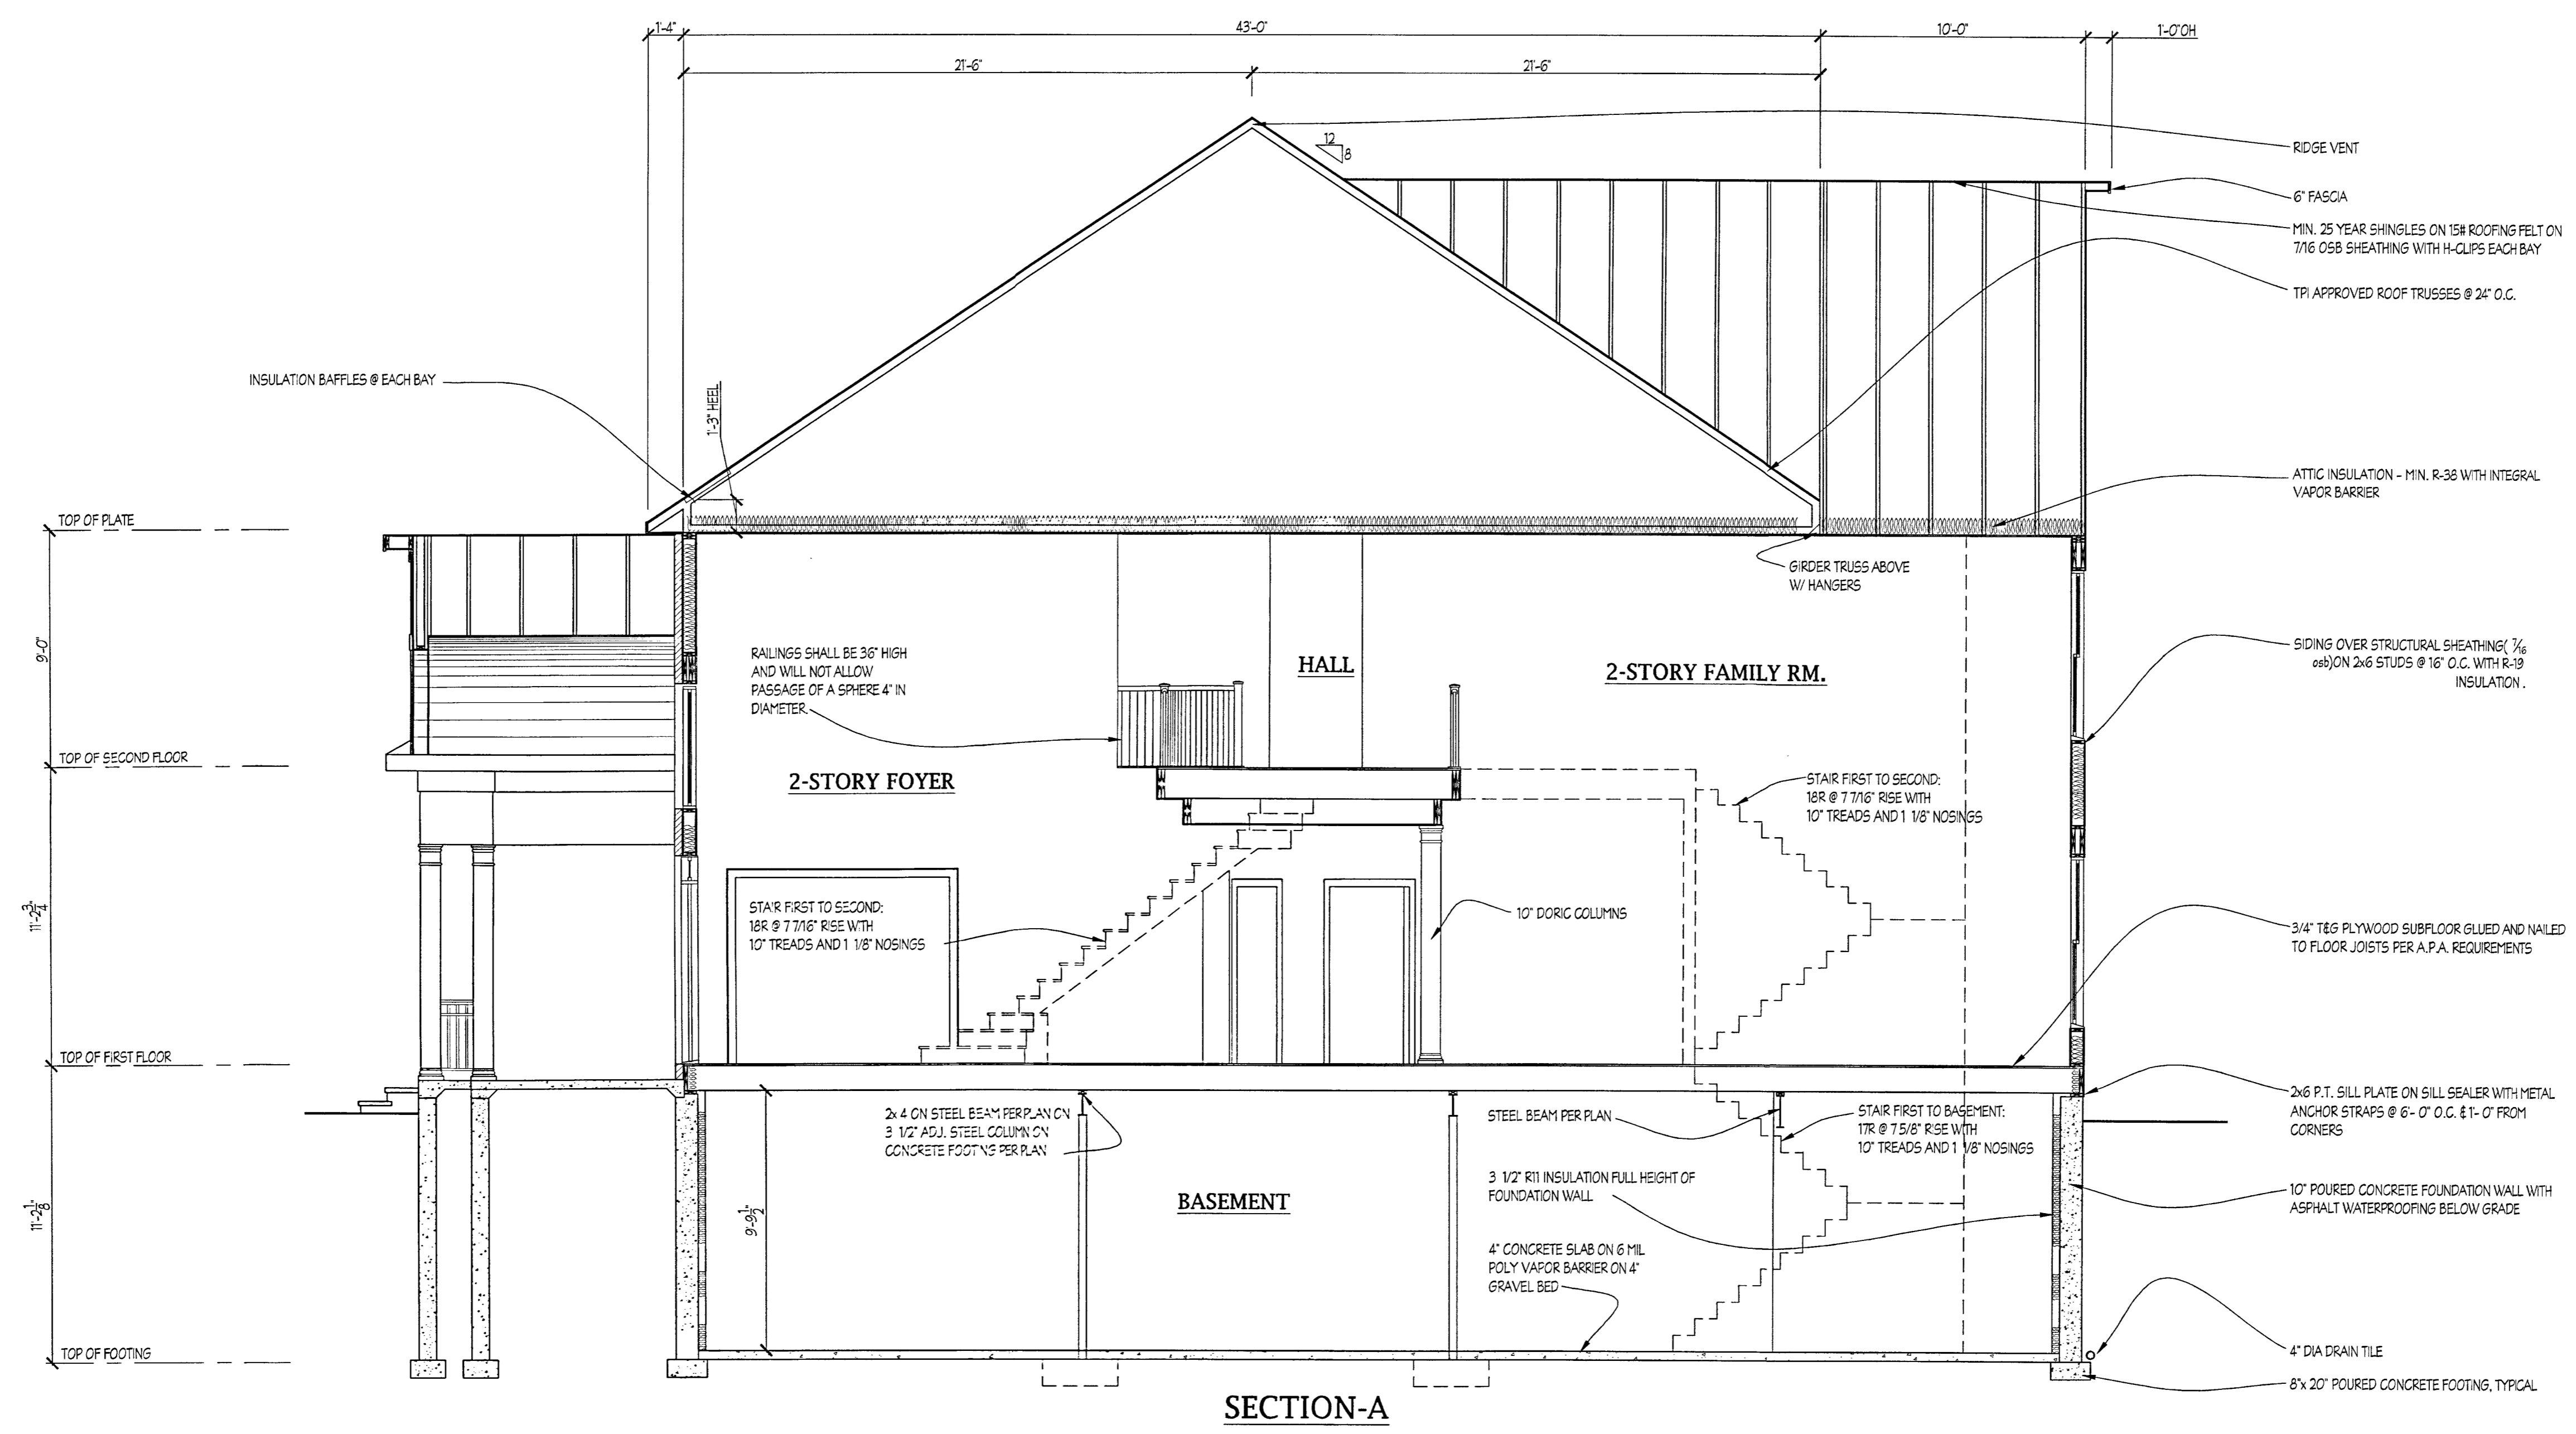 1'-4"
43'-0"
10'-0"
1'-0"OH
21'-6"
21'-6"
12
8
RIDGE VENT
6" FASCIA
MIN. 25 YEAR SHINGLES ON 15# ROOFING FELT ON
7/16 OSB SHEATHING WITH H-CLIPS EACH BAY
TPI APPROVED ROOF TRUSSES @ 24" O.C.
INSULATION BAFFLES @ EACH BAY
1'-3" HEEL
ATTIC INSULATION - MIN. R-38 WITH INTEGRAL
VAPOR BARRIER
TOP OF PLATE
GIRDER TRUSS ABOVE
W/ HANGERS
9'-0"
RAILINGS SHALL BE 36" HIGH
AND WILL NOT ALLOW
PASSAGE OF A SPHERE 4" IN
DIAMETER.
HALL
2-STORY FAMILY RM.
SIDING OVER STRUCTURAL SHEATHING( 7/16
osb)ON 2x6 STUDS @ 16" O.C. WITH R-19
INSULATION .
TOP OF SECOND FLOOR
2-STORY FOYER
STAIR FIRST TO SECOND:
18R @ 7 7/16" RISE WITH
10" TREADS AND 1 1/8" NOSINGS
11'-2 3/4"
STAIR FIRST TO SECOND:
18R @ 7 7/16" RISE WITH
10" TREADS AND 1 1/8" NOSINGS
10" DORIC COLUMNS
3/4" T&G PLYWOOD SUBFLOOR GLUED AND NAILED
TO FLOOR JOISTS PER A.P.A. REQUIREMENTS
TOP OF FIRST FLOOR
2x 4 ON STEEL BEAM PER PLAN ON
3 1/2" ADJ. STEEL COLUMN ON
CONCRETE FOOTING PER PLAN
STEEL BEAM PER PLAN
STAIR FIRST TO BASEMENT:
17R @ 7 5/8" RISE WITH
10" TREADS AND 1 1/8" NOSINGS
2x6 P.T. SILL PLATE ON SILL SEALER WITH METAL
ANCHOR STRAPS @ 6'- 0" O.C. & 1'- 0" FROM
CORNERS
11'-2 1/8"
9'-9 1/2"
BASEMENT
3 1/2" R11 INSULATION FULL HEIGHT OF
FOUNDATION WALL
10" POURED CONCRETE FOUNDATION WALL WITH
ASPHALT WATERPROOFING BELOW GRADE
4" CONCRETE SLAB ON 6 MIL
POLY VAPOR BARRIER ON 4"
GRAVEL BED
TOP OF FOOTING
4" DIA DRAIN TILE
8"x 20" POURED CONCRETE FOOTING, TYPICAL
SECTION-A